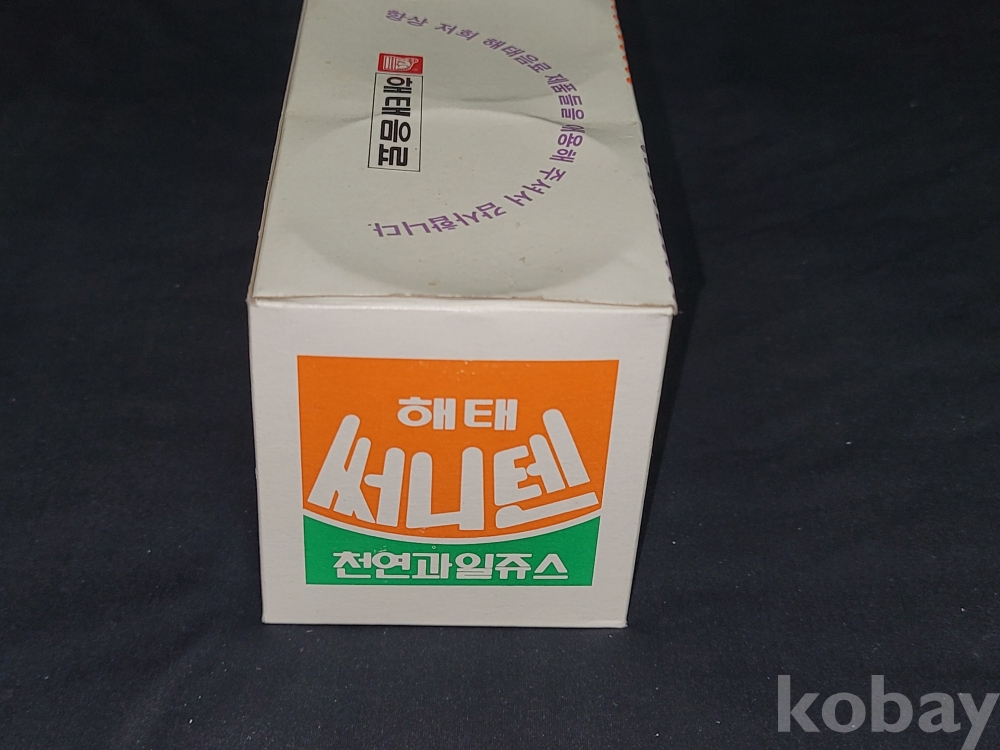 항상 저희 해태음료 제품들을 애용해 주셔서 감사합니다.
해태음료
해태
써니텐
천연과일쥬스
kobay